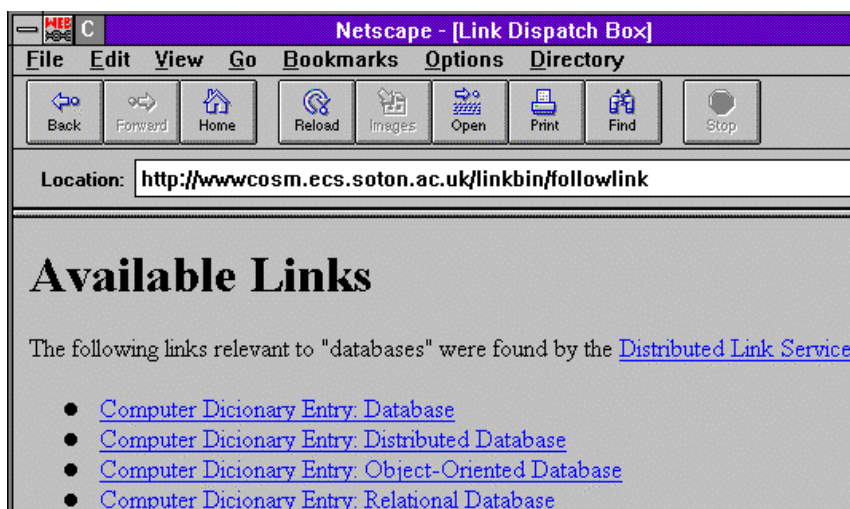 WEB C Netscape - [Link Dispatch Box]
File Edit View Go Bookmarks Options Directory
Back Forward Home Reload Images Open Print Find Stop
Location: http://wwwcosm.ecs.soton.ac.uk/linkbin/followlink
Available Links
The following links relevant to "databases" were found by the Distributed Link Service
Computer Dicionary Entry: Database
Computer Dicionary Entry: Distributed Database
Computer Dicionary Entry: Object-Oriented Database
Computer Dicionary Entry: Relational Database